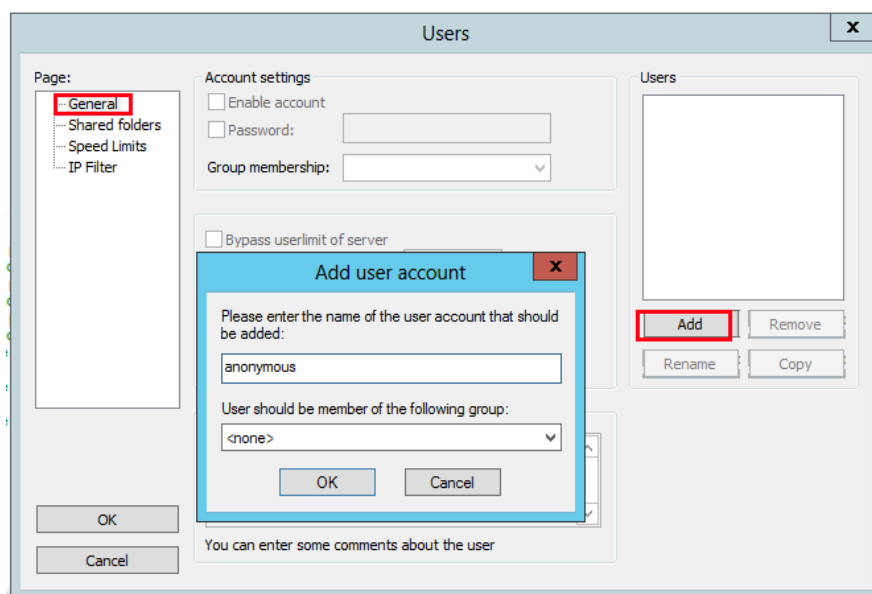 Users
x
Page:
General
Shared folders
Speed Limits
IP Filter
Account settings
Enable account
Password:
Group membership:
Bypass userlimit of server
Users
Add
Remove
Rename
Copy
Add user account
x
Please enter the name of the user account that should
be added:
anonymous
User should be member of the following group:
<none>
OK
Cancel
You can enter some comments about the user
OK
Cancel